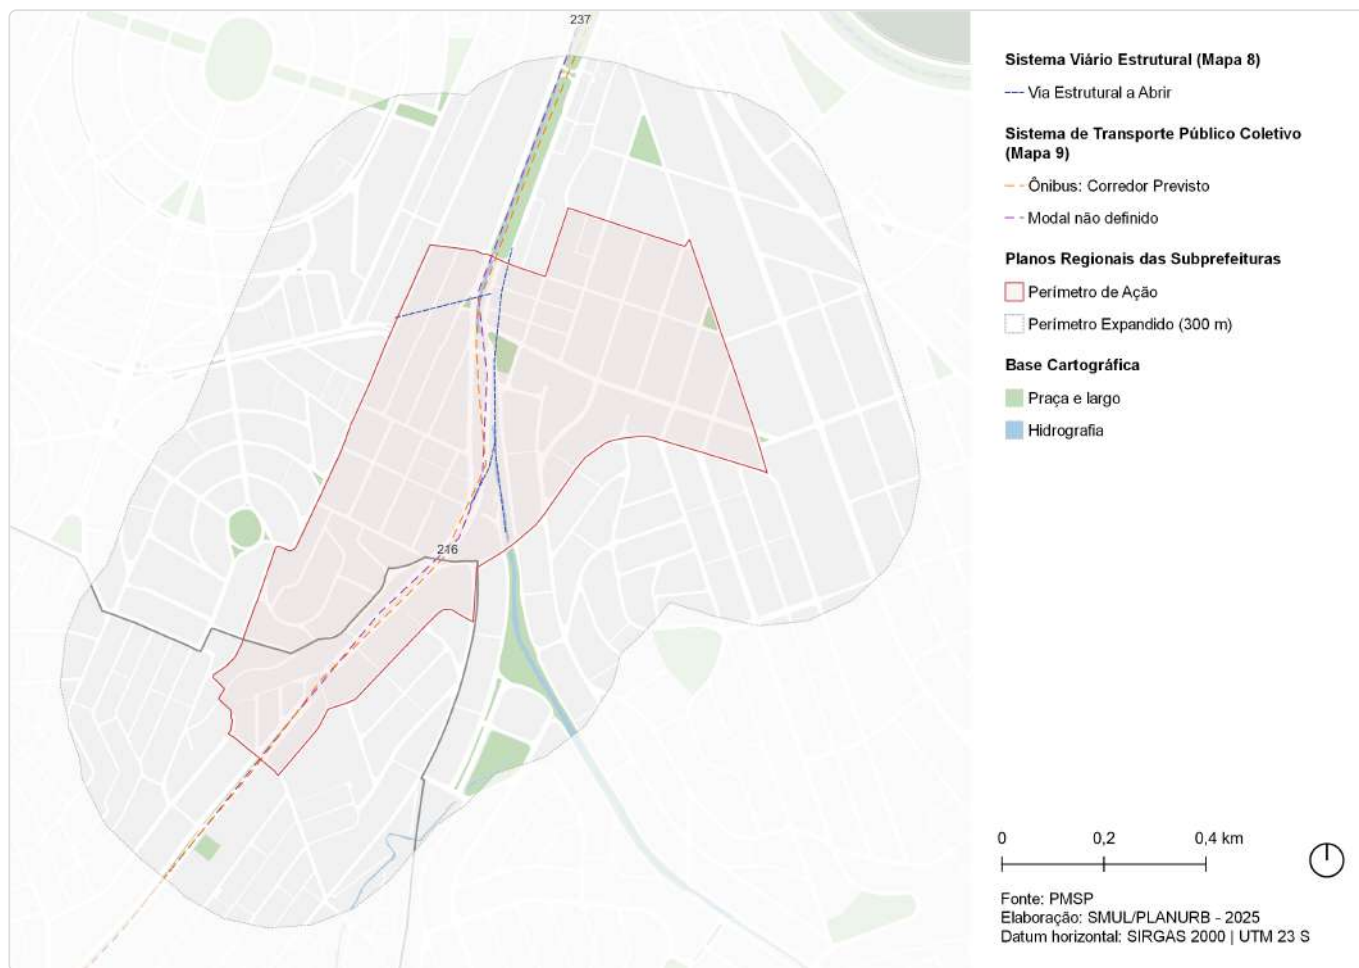 237
216
Sistema Viário Estrutural (Mapa 8)
Via Estrutural a Abrir
Sistema de Transporte Público Coletivo
(Mapa 9)
Ônibus: Corredor Previsto
Modal não definido
Planos Regionais das Subprefeituras
Perímetro de Ação
Perímetro Expandido (300 m)
Base Cartográfica
Praça e largo
Hidrografia
0 0,2 0,4 km
Fonte: PMSP
Elaboração: SMUL/PLANURB - 2025
Datum horizontal: SIRGAS 2000 | UTM 23 S